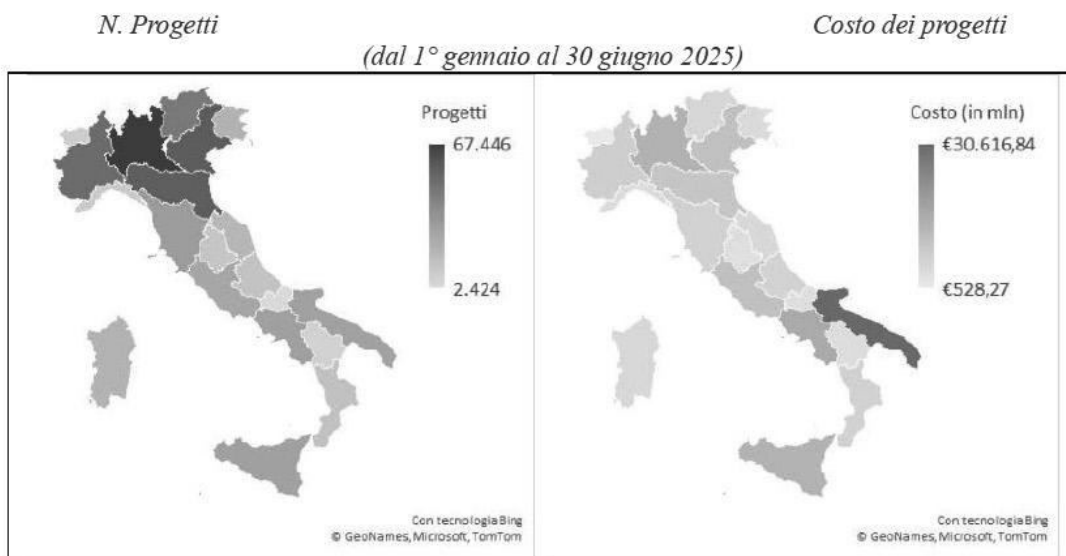 N. Progetti
Costo dei progetti
(dal 1° gennaio al 30 giugno 2025)
Progetti
67.446
2.424
Con tecnologia Bing
© GeoNames, Microsoft, TomTom
Costo (in mln)
€30.616,84
€528,27
Con tecnologia Bing
© GeoNames, Microsoft, TomTom